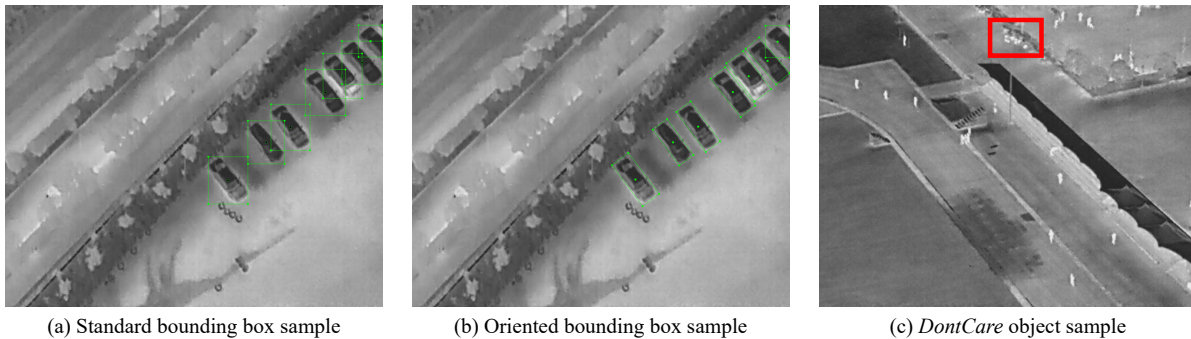 (a) Standard bounding box sample
(b) Oriented bounding box sample
(c) DontCare object sample